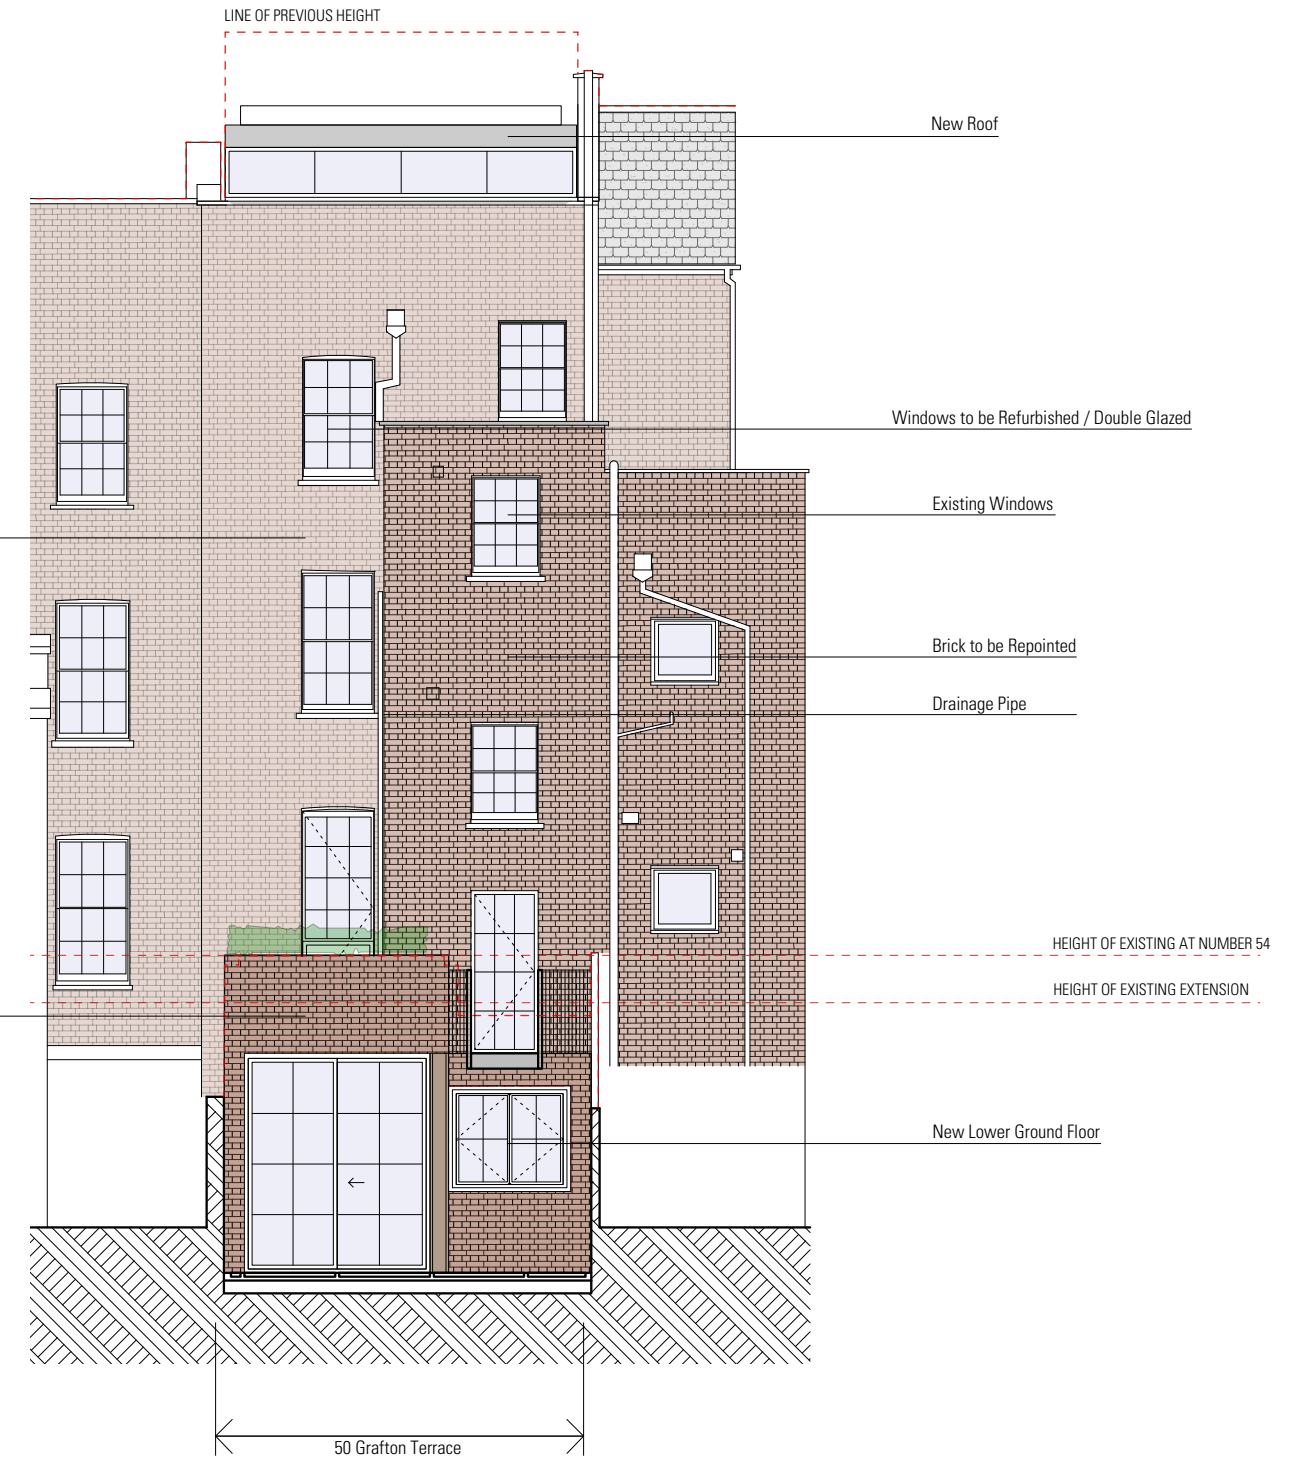 LINE OF PREVIOUS HEIGHT
New Roof
Windows to be Refurbished / Double Glazed
Existing Windows
Brick to be Repointed
Drainage Pipe
HEIGHT OF EXISTING AT NUMBER 54
HEIGHT OF EXISTING EXTENSION
New Lower Ground Floor
50 Grafton Terrace